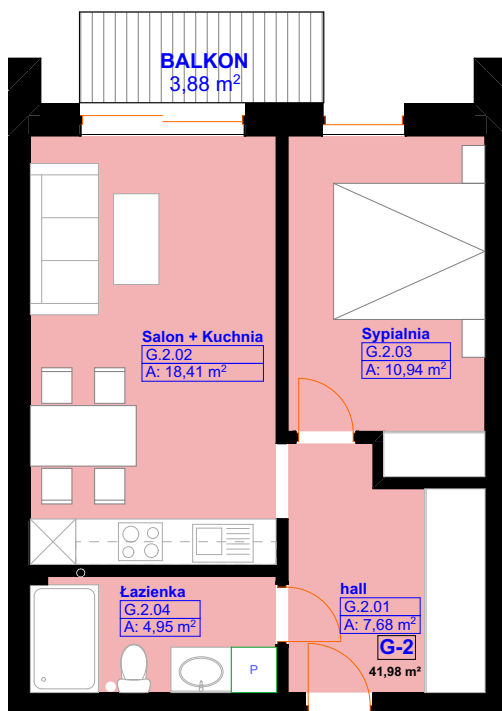 BALKON
3,88 m²
Salon + Kuchnia
G.2.02
A: 18,41 m²
Sypialnia
G.2.03
A: 10,94 m²
Łazienka
G.2.04
A: 4,95 m²
P
hall
G.2.01
A: 7,68 m²
G-2
41,98 m²